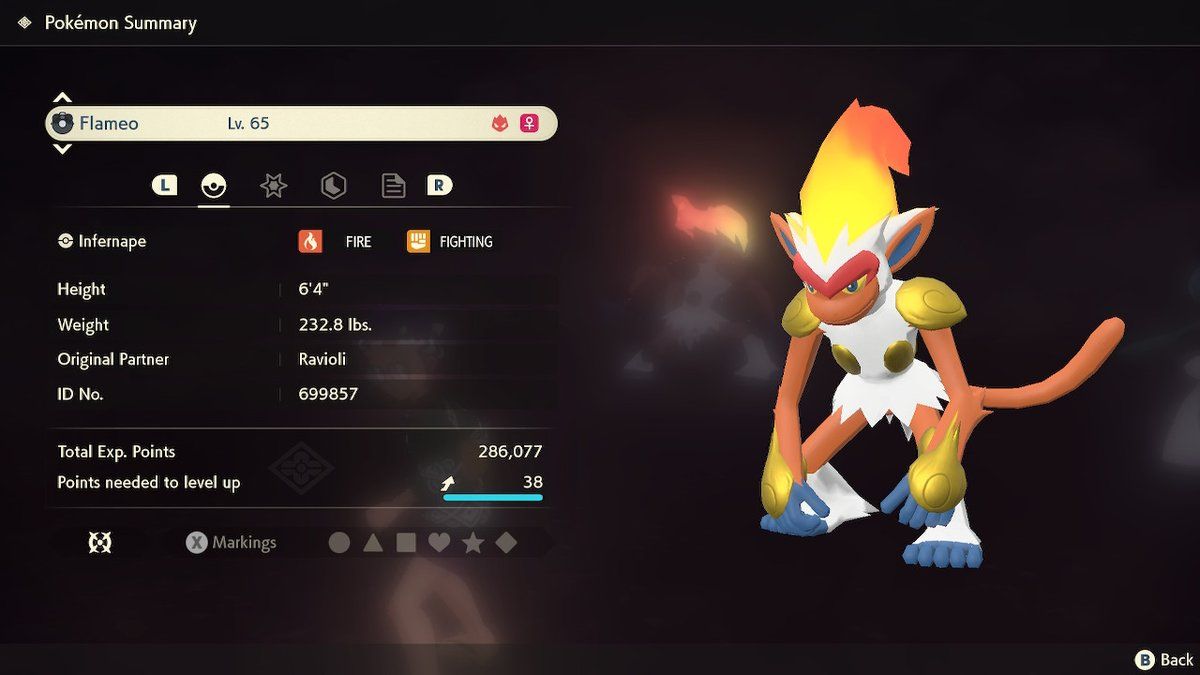 Pokémon Summary
Flameo Lv. 65
L R
Infernape FIRE FIGHTING
Height 6'4"
Weight 232.8 lbs.
Original Partner Ravioli
ID No. 699857
Total Exp. Points 286,077
Points needed to level up 38
X Markings
B Back